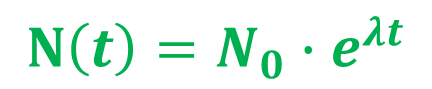 N(t) = N₀ · e^{λt}